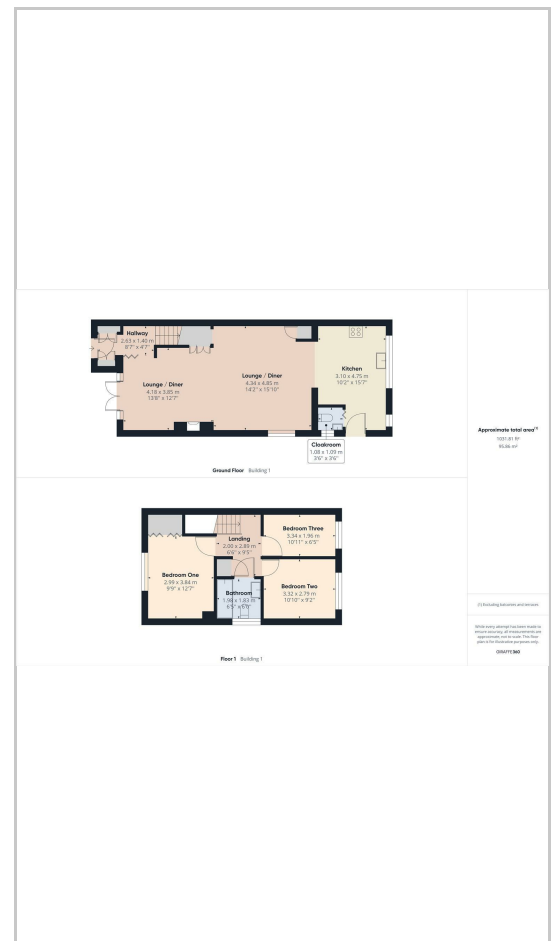 Hallway
2.63 x 1.40 m
8'7" x 4'7"
Lounge / Diner
4.18 x 3.85 m
13'8" x 12'7"
Lounge / Diner
4.34 x 4.85 m
14'2" x 15'10"
Kitchen
3.10 x 4.75 m
10'2" x 15'7"
Cloakroom
1.08 x 1.09 m
3'6" x 3'6"
Ground Floor Building 1
Approximate total area⁽¹⁾
1031.81 ft²
95.86 m²
Landing
2.00 x 2.89 m
6'6" x 9'5"
Bedroom Three
3.34 x 1.96 m
10'11" x 6'5"
Bedroom One
2.99 x 3.84 m
9'9" x 12'7"
Bathroom
1.98 x 1.83 m
6'5" x 6'0"
Bedroom Two
3.32 x 2.79 m
10'10" x 9'2"
Floor 1 Building 1
(1) Excluding balconies and terraces
While every attempt has been made to
ensure accuracy, all measurements are
approximate, not to scale. This floor
plan is for illustrative purposes only.
GIRAFFE360